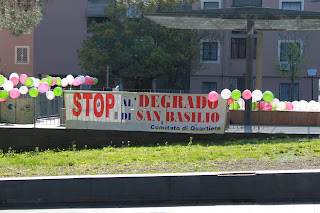 STOP AL DEGRADO
DI SAN BASILIO
Comitato di Quartiere